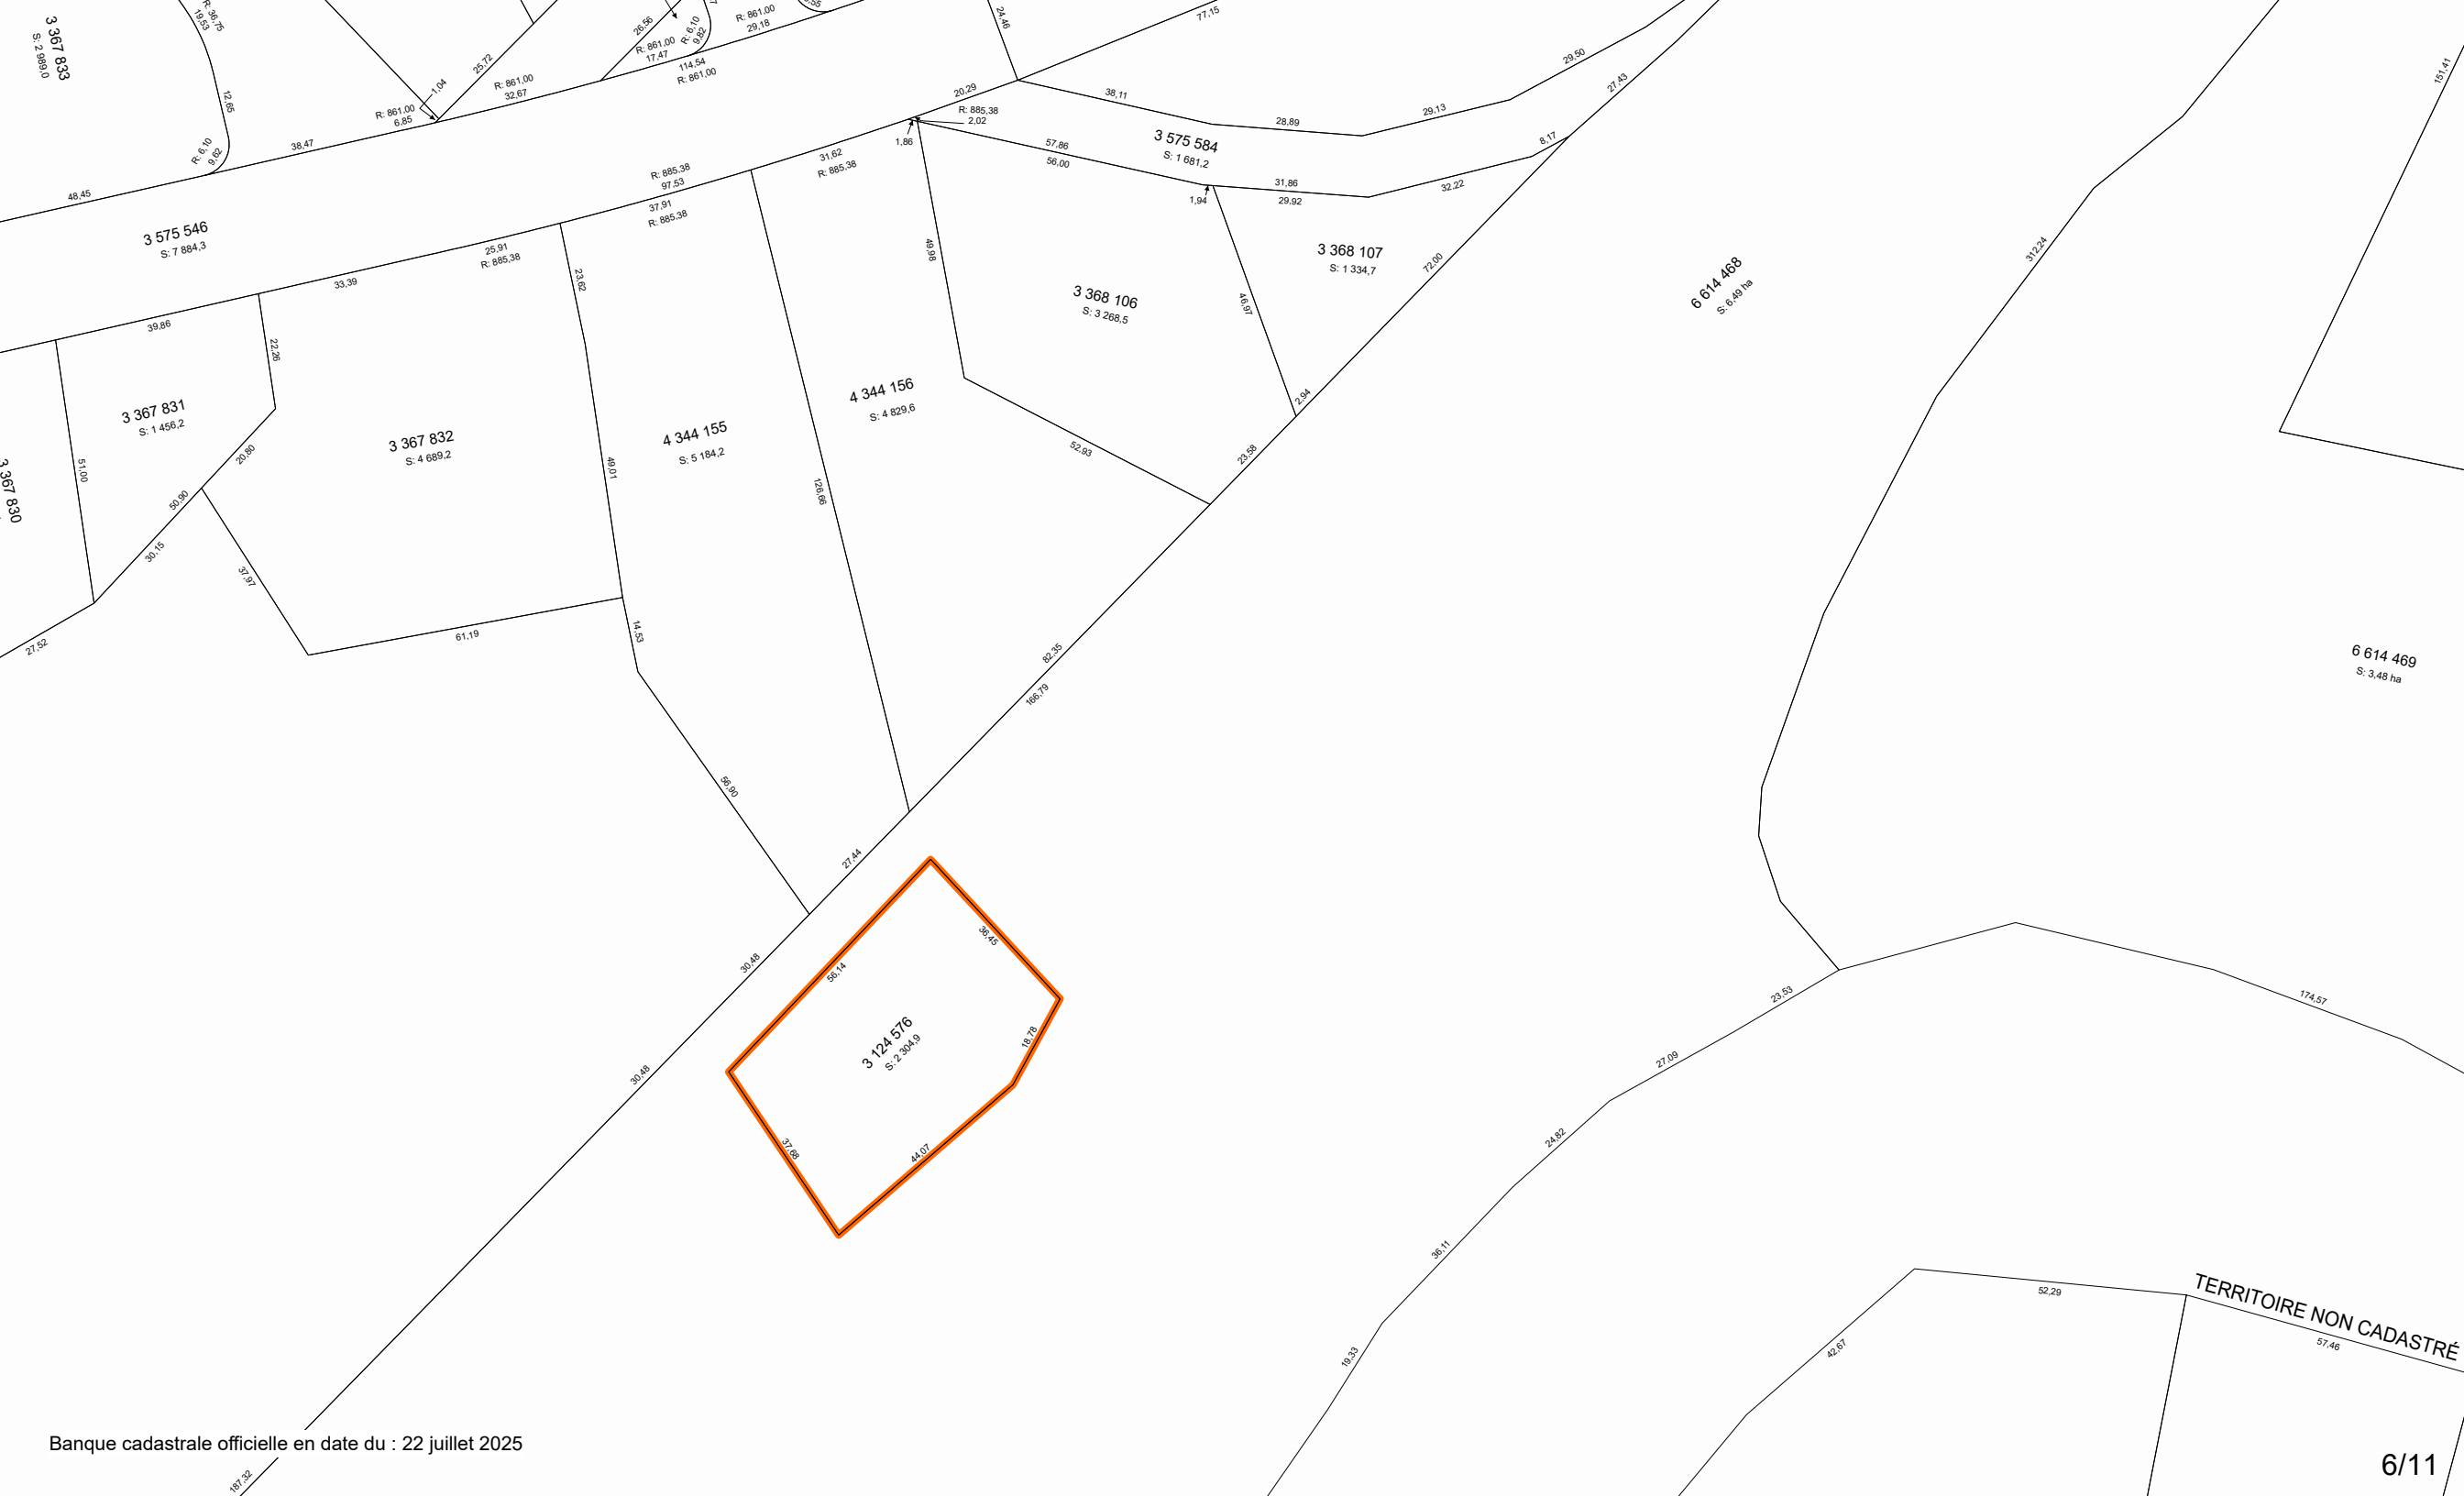 3 367 833
S: 2 989,0
19,53
R: 36,75
12,65
R: 6,10
9,62
48,45
38,47
R: 861,00
6,85
1,04
25,72
R: 861,00
32,67
26,56
R: 861,00
17,47
R: 6,10
9,82
114,54
R: 861,00
R: 861,00
29,18
24,46
77,15
20,29
R: 885,38
2,02
1,86
38,11
28,89
29,13
29,50
27,43
8,17
3 575 584
S: 1 681,2
57,86
56,00
31,86
29,92
1,94
32,22
3 575 546
S: 7 884,3
R: 885,38
97,53
37,91
R: 885,38
31,62
R: 885,38
25,91
R: 885,38
33,39
39,86
23,62
22,26
49,98
46,97
72,00
3 368 107
S: 1 334,7
3 368 106
S: 3 268,5
6 614 468
S: 6,49 ha
312,24
151,41
3 367 830
3 367 831
S: 1 456,2
51,00
20,80
50,90
30,15
27,52
3 367 832
S: 4 689,2
37,97
61,19
49,01
14,53
4 344 155
S: 5 184,2
4 344 156
S: 4 829,6
126,66
52,93
2,94
23,58
82,35
166,79
56,90
27,44
6 614 469
S: 3,48 ha
30,48
30,48
56,14
36,45
18,78
3 124 576
S: 2 304,9
37,68
44,07
187,32
23,53
27,09
24,82
36,11
19,33
174,57
52,29
42,67
TERRITOIRE NON CADASTRÉ
57,46
Banque cadastrale officielle en date du : 22 juillet 2025
6/11